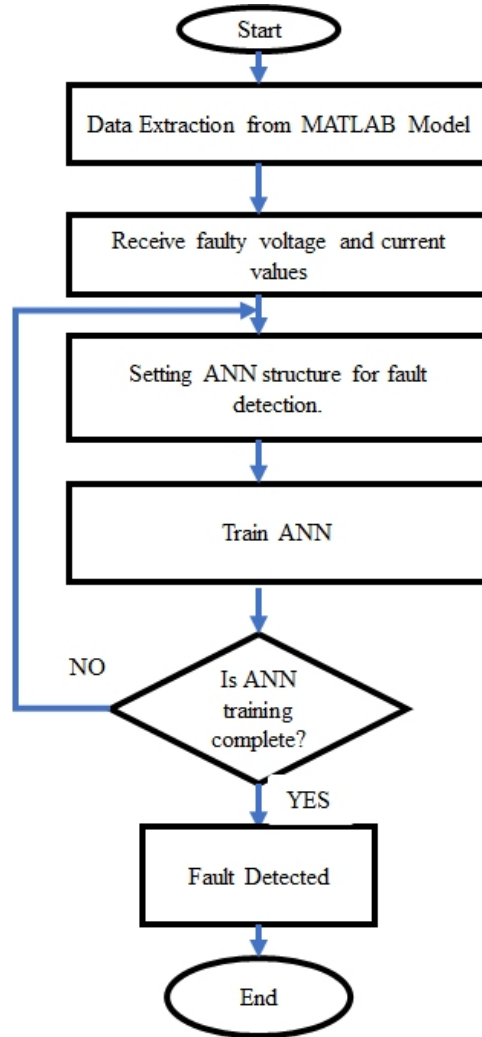 Start
Data Extraction from MATLAB Model
Receive faulty voltage and current
values
Setting ANN structure for fault
detection.
Train ANN
NO
Is ANN
training
complete?
YES
Fault Detected
End